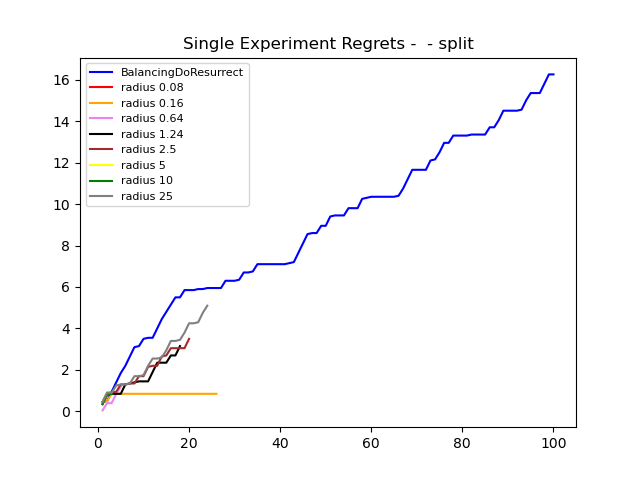 Single Experiment Regrets -  - split
BalancingDoResurrect
radius 0.08
radius 0.16
radius 0.64
radius 1.24
radius 2.5
radius 5
radius 10
radius 25
16
14
12
10
8
6
4
2
0
0 20 40 60 80 100